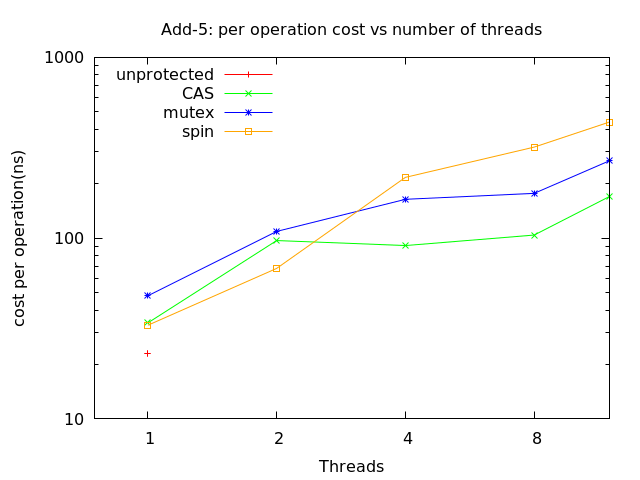 Add-5: per operation cost vs number of threads
1000
unprotected
CAS
mutex
spin
cost per operation(ns)
100
10
1 2 4 8
Threads